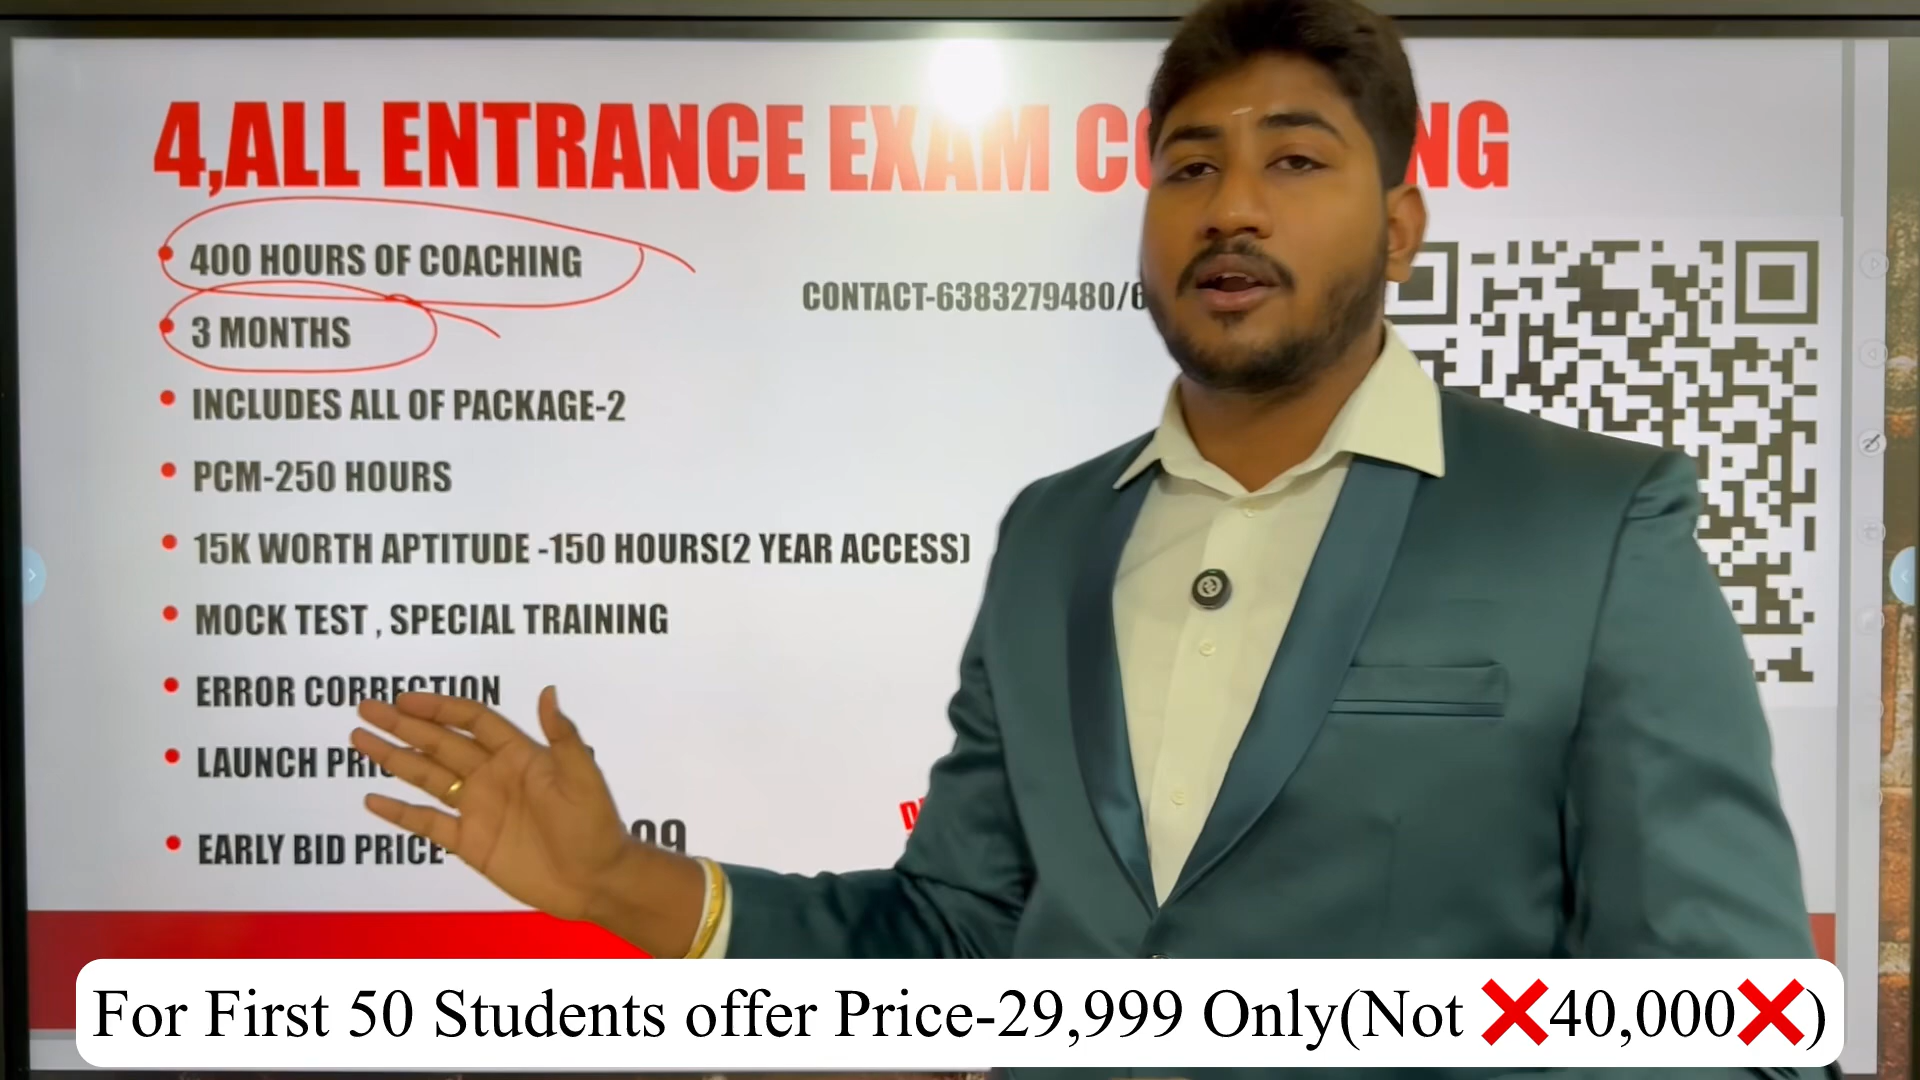 4,ALL ENTRANCE EXAM
400 HOURS OF COACHING
CONTACT-6383279480/6
3 MONTHS
INCLUDES ALL OF PACKAGE-2
PCM-250 HOURS
15K WORTH APTITUDE -150 HOURS(2 YEAR ACCESS)
MOCK TEST , SPECIAL TRAINING
ERROR CORRECTION
LAUNCH
EARLY BID PRICE-
For First 50 Students offer Price-29,999 Only(Not ❌40,000❌)